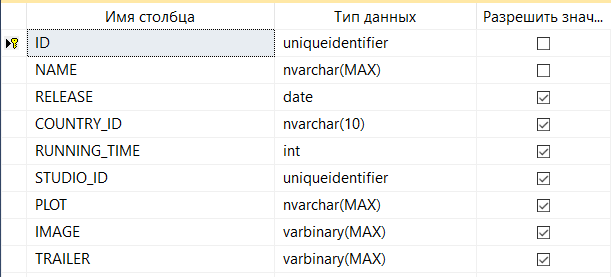 Имя столбца Тип данных Разрешить знач...
ID uniqueidentifier
NAME nvarchar(MAX)
RELEASE date
COUNTRY_ID nvarchar(10)
RUNNING_TIME int
STUDIO_ID uniqueidentifier
PLOT nvarchar(MAX)
IMAGE varbinary(MAX)
TRAILER varbinary(MAX)